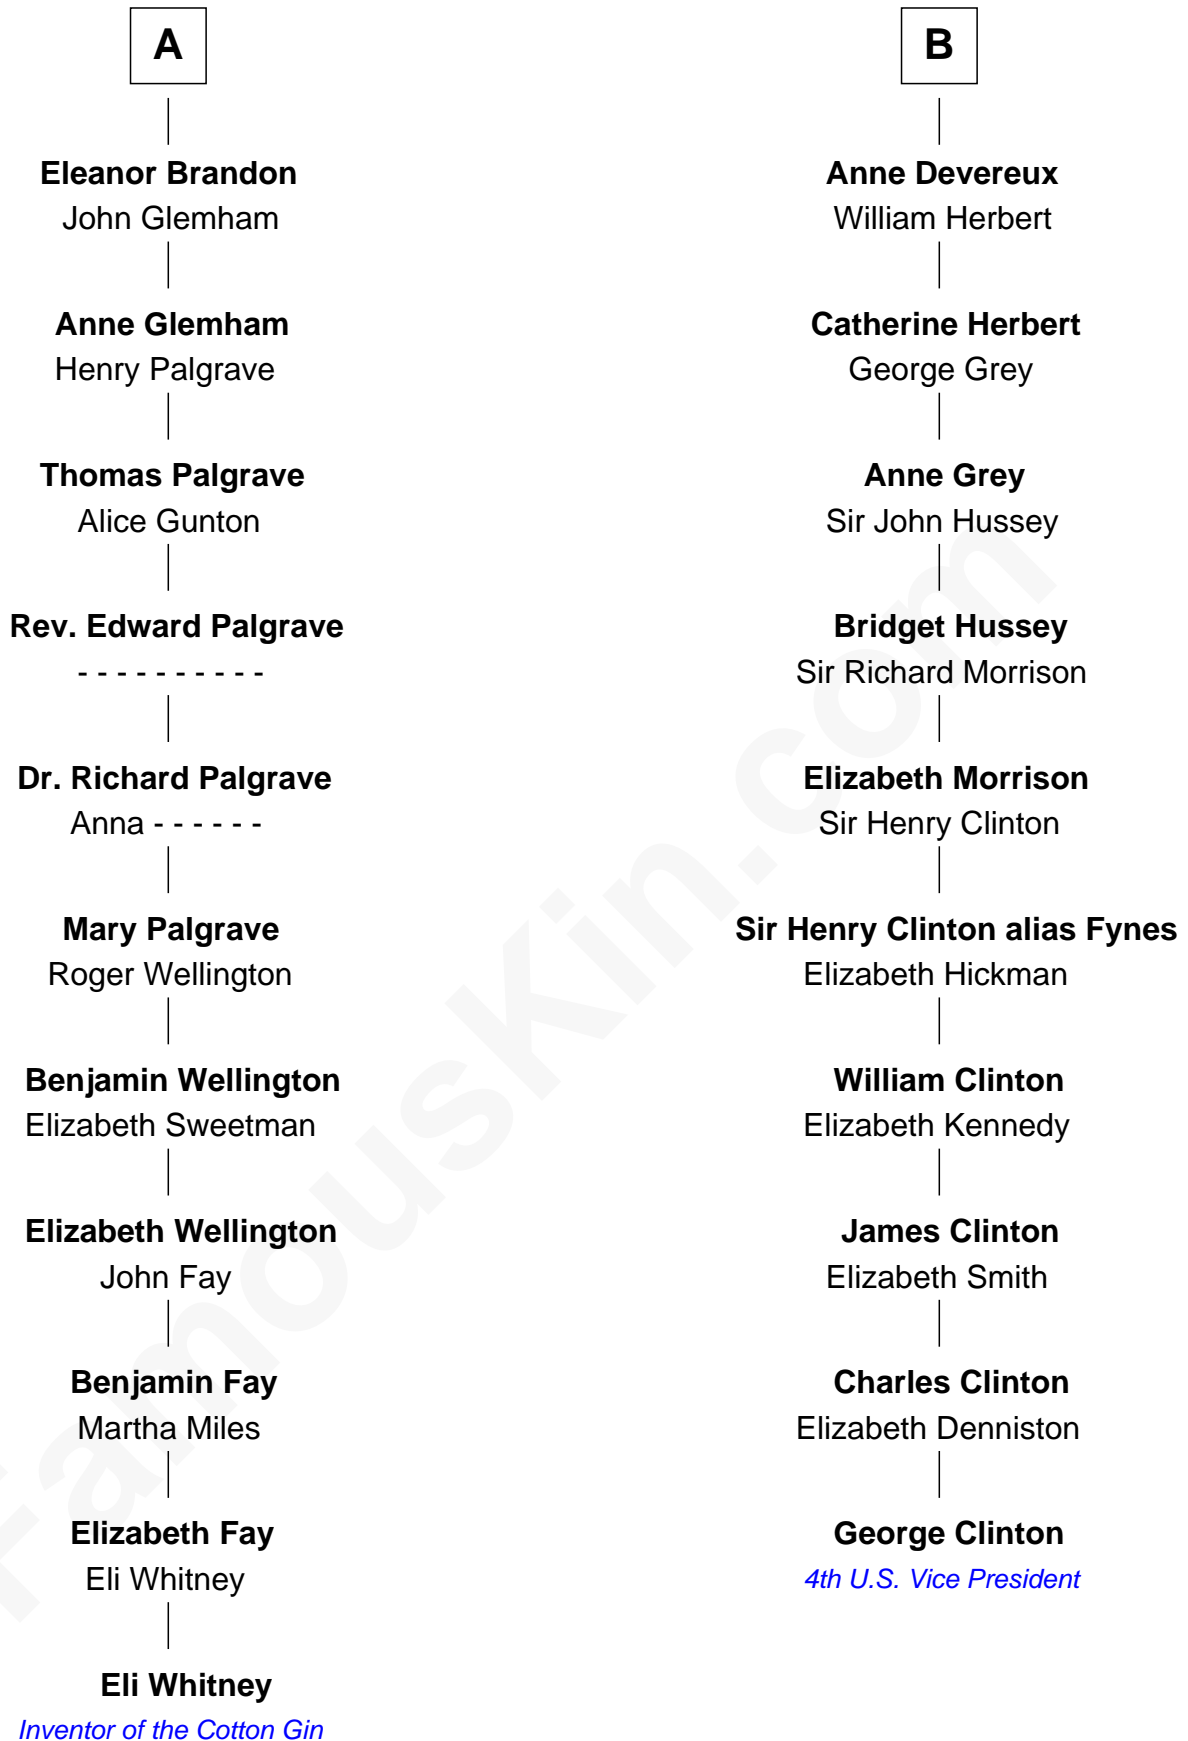 A
Eleanor Brandon
John Glemham
Anne Glemham
Henry Palgrave
Thomas Palgrave
Alice Gunton
Rev. Edward Palgrave
- - - - - - - - - -
Dr. Richard Palgrave
Anna - - - - - -
Mary Palgrave
Roger Wellington
Benjamin Wellington
Elizabeth Sweetman
Elizabeth Wellington
John Fay
Benjamin Fay
Martha Miles
Elizabeth Fay
Eli Whitney
Eli Whitney
Inventor of the Cotton Gin
B
Anne Devereux
William Herbert
Catherine Herbert
George Grey
Anne Grey
Sir John Hussey
Bridget Hussey
Sir Richard Morrison
Elizabeth Morrison
Sir Henry Clinton
Sir Henry Clinton alias Fynes
Elizabeth Hickman
William Clinton
Elizabeth Kennedy
James Clinton
Elizabeth Smith
Charles Clinton
Elizabeth Denniston
George Clinton
4th U.S. Vice President
FamousKin.com